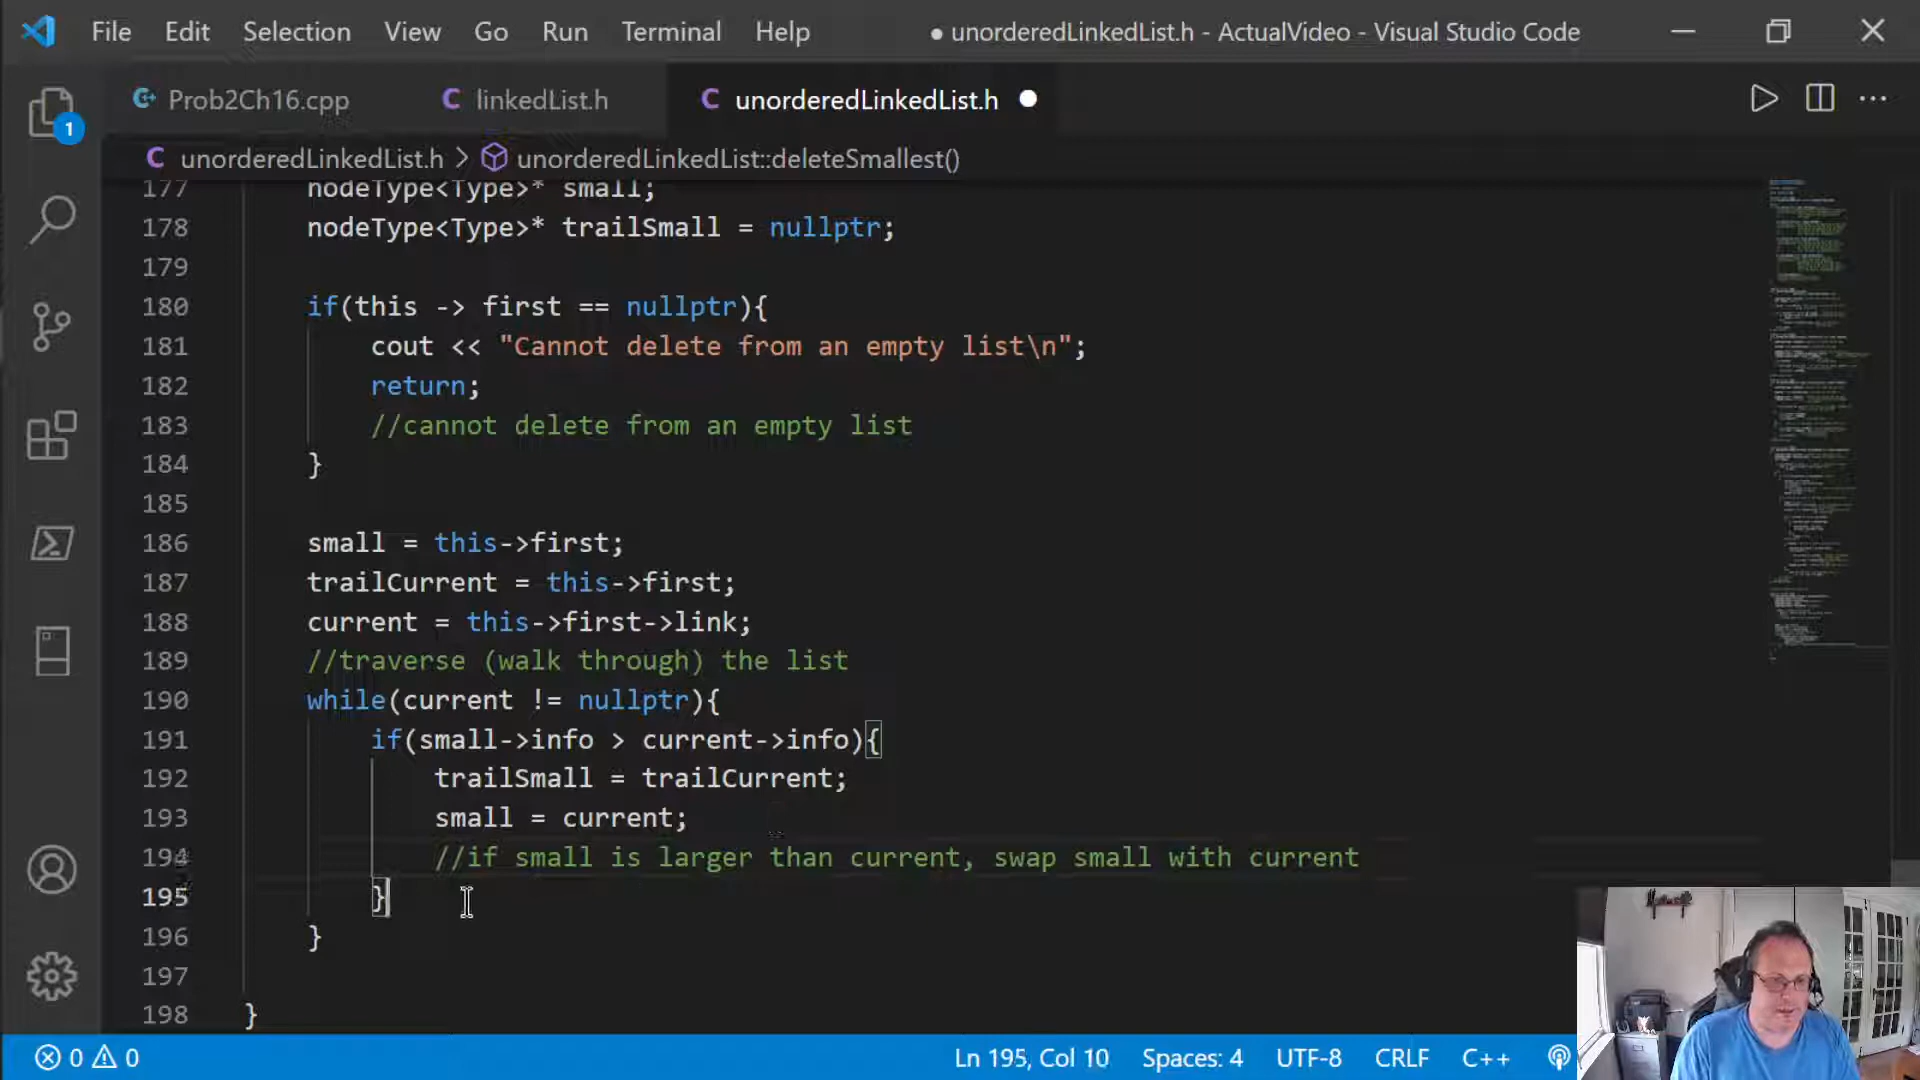 File Edit Selection View Go Run Terminal Help ● unorderedLinkedList.h - ActualVideo - Visual Studio Code
Prob2Ch16.cpp C linkedList.h C unorderedLinkedList.h ●
1
C unorderedLinkedList.h > unorderedLinkedList::deleteSmallest()
177 nodeType<Type>* small;
178 nodeType<Type>* trailSmall = nullptr;
179
180 if(this -> first == nullptr){
181 cout << "Cannot delete from an empty list\n";
182 return;
183 //cannot delete from an empty list
184 }
185
186 small = this->first;
187 trailCurrent = this->first;
188 current = this->first->link;
189 //traverse (walk through) the list
190 while(current != nullptr){
191 if(small->info > current->info){
192 trailSmall = trailCurrent;
193 small = current;
194 //if small is larger than current, swap small with current
195 }
196 }
197
198 }
0 0 Ln 195, Col 10 Spaces: 4 UTF-8 CRLF C++